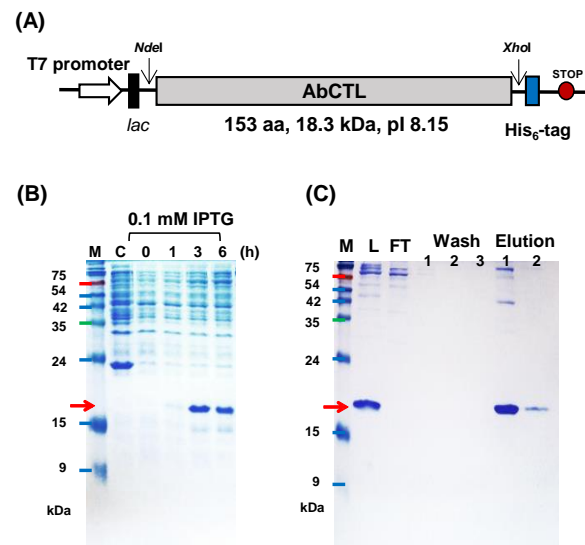 (A)
NdeI
XhoI
T7 promoter
STOP
AbCTL
lac
153 aa, 18.3 kDa, pI 8.15
His6-tag
(B)
0.1 mM IPTG
M C 0 1 3 6 (h)
75
54
42
35
24
15
9
kDa
(C)
Wash Elution
M L FT 1 2 3 1 2
75
54
42
35
24
15
9
kDa